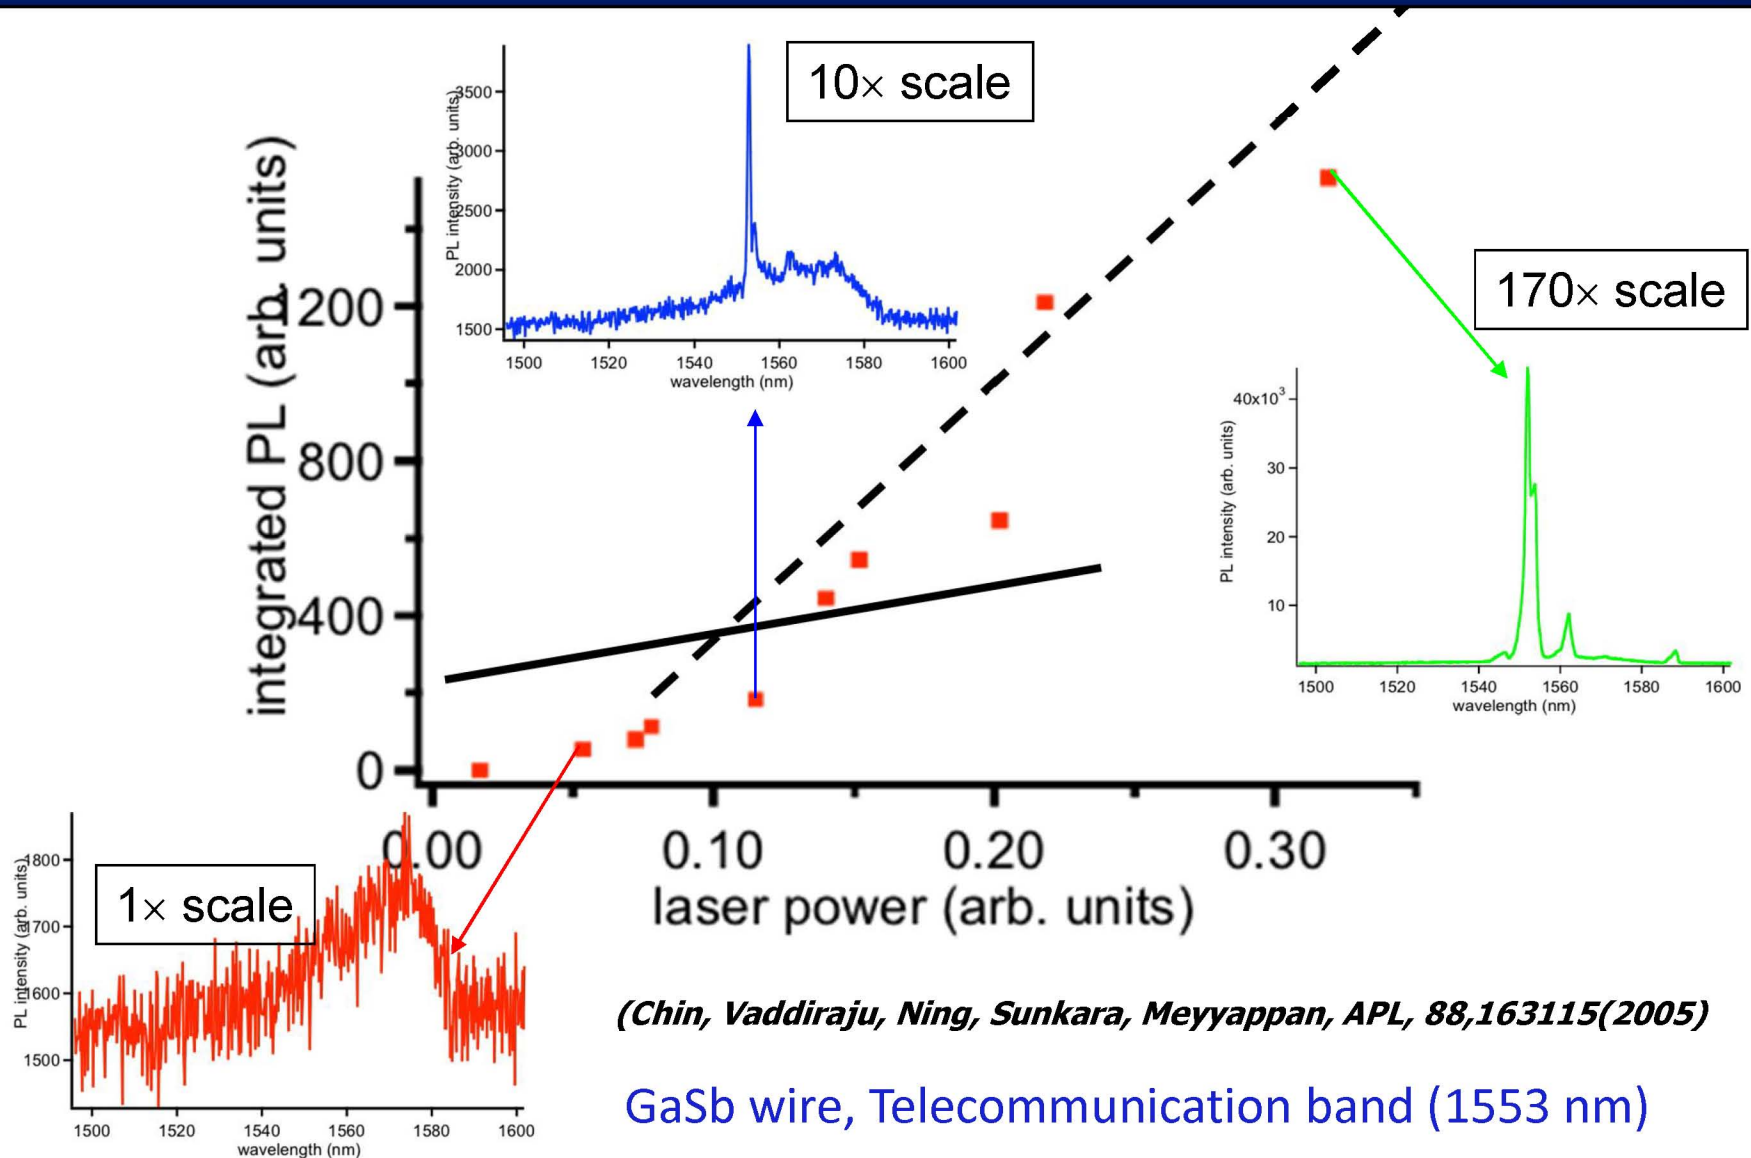 10× scale
PL intensity (arb. units)
3500
3000
2500
2000
1500
1500 1520 1540 1560 1580 1600
wavelength (nm)
integrated PL (arb. units)
1200
800
400
0
0.00 0.10 0.20 0.30
laser power (arb. units)
170× scale
PL intensity (arb. units)
40x10³
30
20
10
1500 1520 1540 1560 1580 1600
wavelength (nm)
1× scale
PL intensity (arb. units)
1800
1700
1600
1500
1500 1520 1540 1560 1580 1600
wavelength (nm)
(Chin, Vaddiraju, Ning, Sunkara, Meyyappan, APL, 88,163115(2005)
GaSb wire, Telecommunication band (1553 nm)